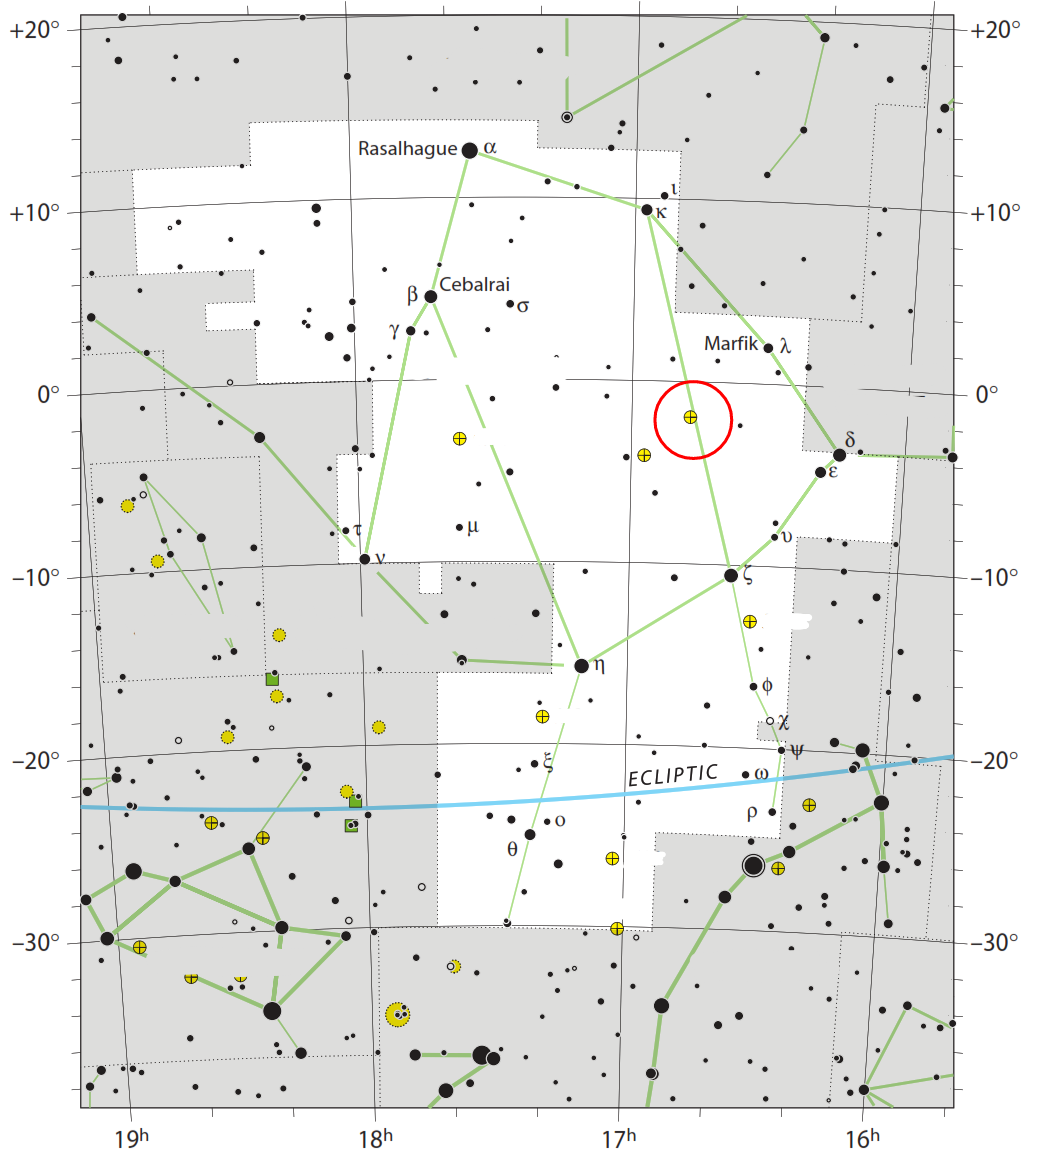 +20° +20°
Rasalhague α
ι
+10° κ +10°
Cebalrai
β σ
γ
Marfik λ
0° 0°
δ
ε
τ μ υ
ν
−10° ζ −10°
η
ϕ
χ
ψ
−20° ξ ECLIPTIC ω −20°
ο ρ
θ
−30° −30°
19h 18h 17h 16h